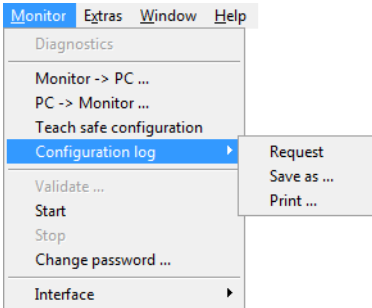 Monitor Extras Window Help
Diagnostics
Monitor -> PC ...
PC -> Monitor ...
Teach safe configuration
Configuration log
Request
Save as ...
Print ...
Validate ...
Start
Stop
Change password ...
Interface